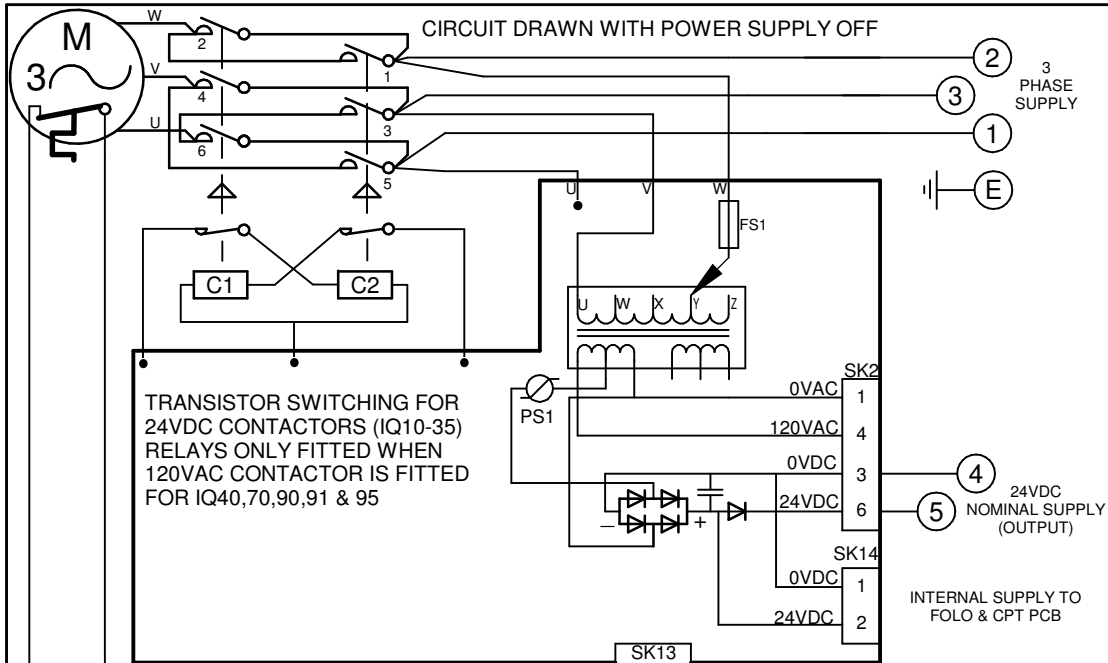 CIRCUIT DRAWN WITH POWER SUPPLY OFF
W
M
3
V
U
2
1
4
3
6
5
2
3
1
E
3
PHASE
SUPPLY
U
V
W
FS1
C1
C2
U
W
X
Y
Z
TRANSISTOR SWITCHING FOR
24VDC CONTACTORS (IQ10-35)
RELAYS ONLY FITTED WHEN
120VAC CONTACTOR IS FITTED
FOR IQ40,70,90,91 & 95
PS1
SK2
0VAC
1
120VAC
4
0VDC
3
24VDC
6
4
5
24VDC
NOMINAL SUPPLY
(OUTPUT)
– +
SK14
0VDC
1
24VDC
2
INTERNAL SUPPLY TO
FOLO & CPT PCB
SK13